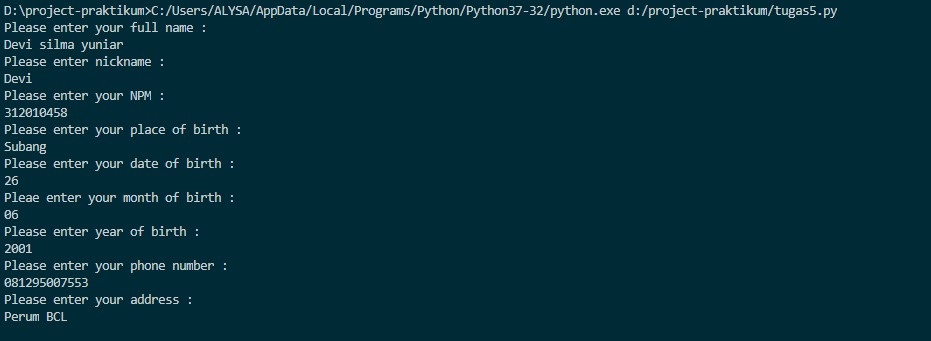 D:\project-praktikum>C:/Users/ALYSA/AppData/Local/Programs/Python/Python37-32/python.exe d:/project-praktikum/tugas5.py
Please enter your full name :
Devi silma yuniar
Please enter nickname :
Devi
Please enter your NPM :
312010458
Please enter your place of birth :
Subang
Please enter your date of birth :
26
Pleae enter your month of birth :
06
Please enter year of birth :
2001
Please enter your phone number :
081295007553
Please enter your address :
Perum BCL